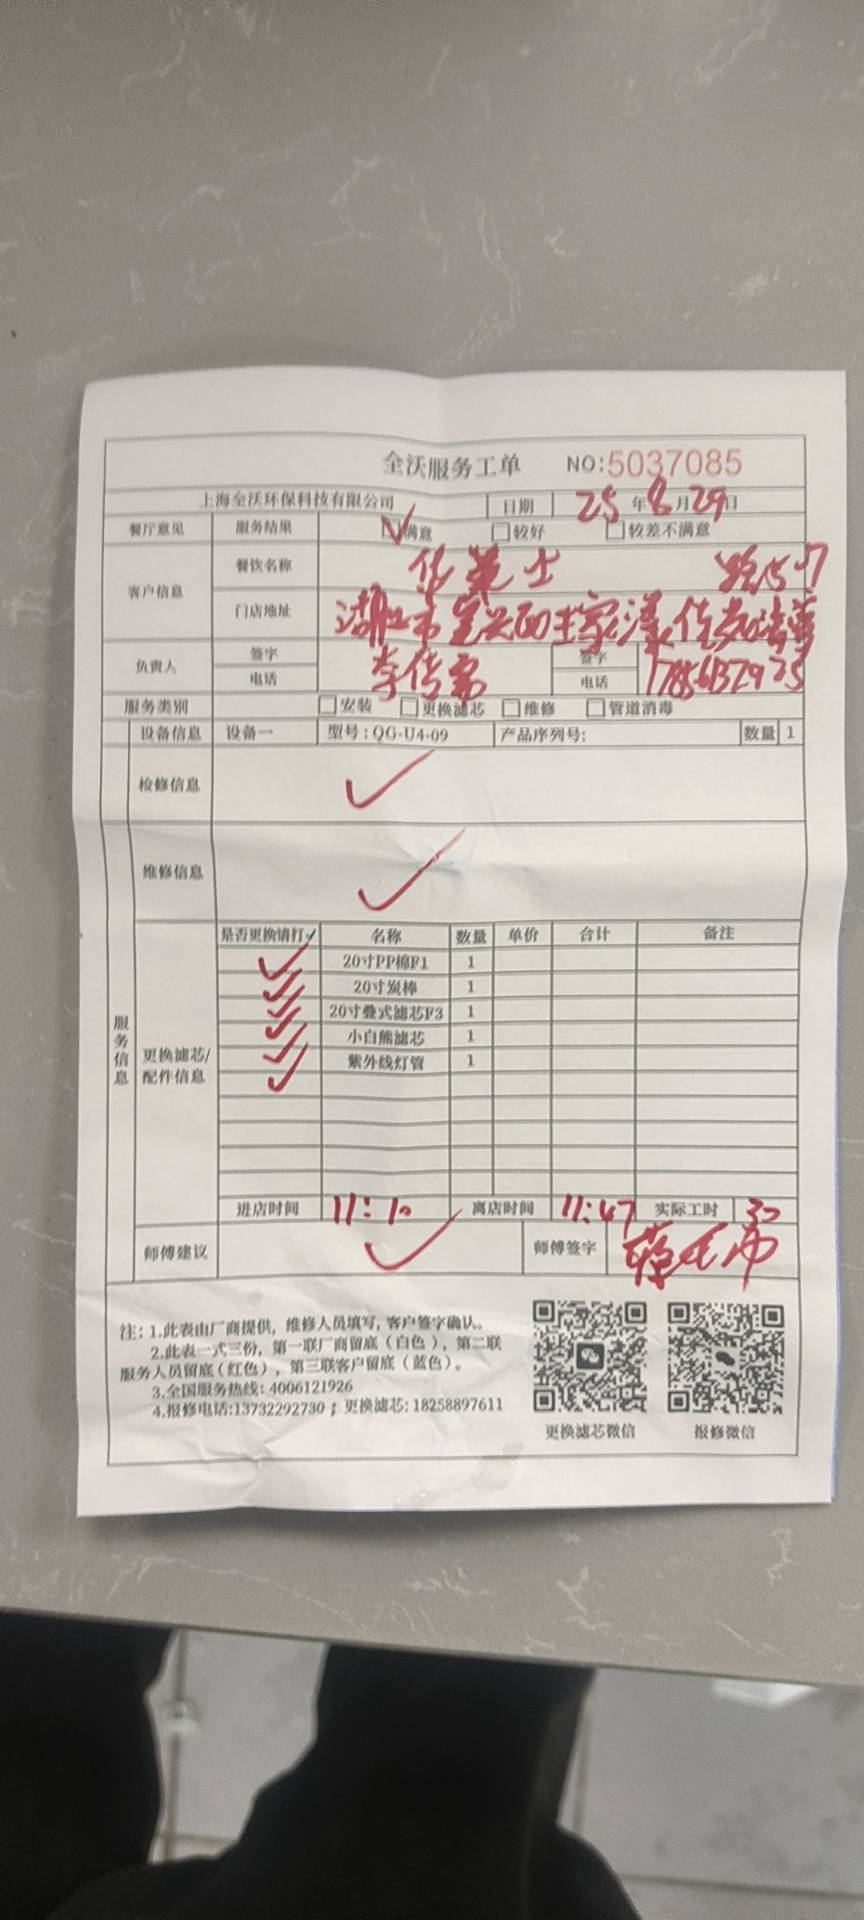 全沃服务工单 NO:5037085
上海全沃环保科技有限公司 日期 25年8月29日
餐厅意见 服务结果 满意 较好 较差不满意
客户信息 餐饮名称 华莱士
门店地址 湖州市吴兴
负责人 签字 李传 签字
电话 电话
服务类别 安装 更换滤芯 维修 管道消毒
设备信息 设备一 型号:QG-U4-09 产品序列号: 数量 1
检修信息 ✓
维修信息 ✓
服务信息
更换滤芯/配件信息
是否更换请打✓ 名称 数量 单价 合计 备注
✓ 20寸PP棉F1 1
✓ 20寸炭棒 1
✓ 20寸叠式滤芯F3 1
✓ 小白熊滤芯 1
✓ 紫外线灯管 1
✓
进店时间 11:10 离店时间 11:47 实际工时 30
师傅建议 ✓ 师傅签字
注:1.此表由厂商提供,维修人员填写,客户签字确认。
2.此表一式三份,第一联厂商留底(白色),第二联
服务人员留底(红色),第三联客户留底(蓝色)。
3.全国服务热线:4006121926
4.报修电话:13732292730;更换滤芯:18258897611
更换滤芯微信 报修微信